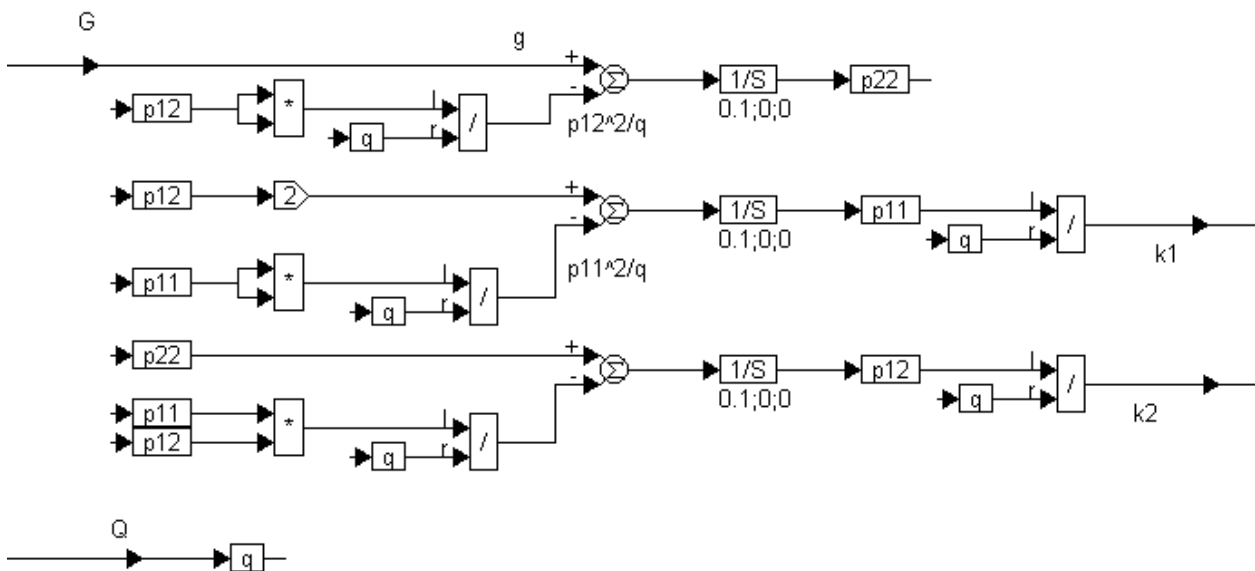 G
g
+
p12
*
l
/
-
Σ
1/S
p22
q
r
0.1;0;0
p12^2/q
p12
2
+
Σ
1/S
p11
l
/
-
0.1;0;0
q
r
k1
p11
*
l
/
p11^2/q
q
r
p22
+
Σ
1/S
p12
l
/
-
0.1;0;0
q
r
k2
p11
*
l
/
p12
q
r
Q
q